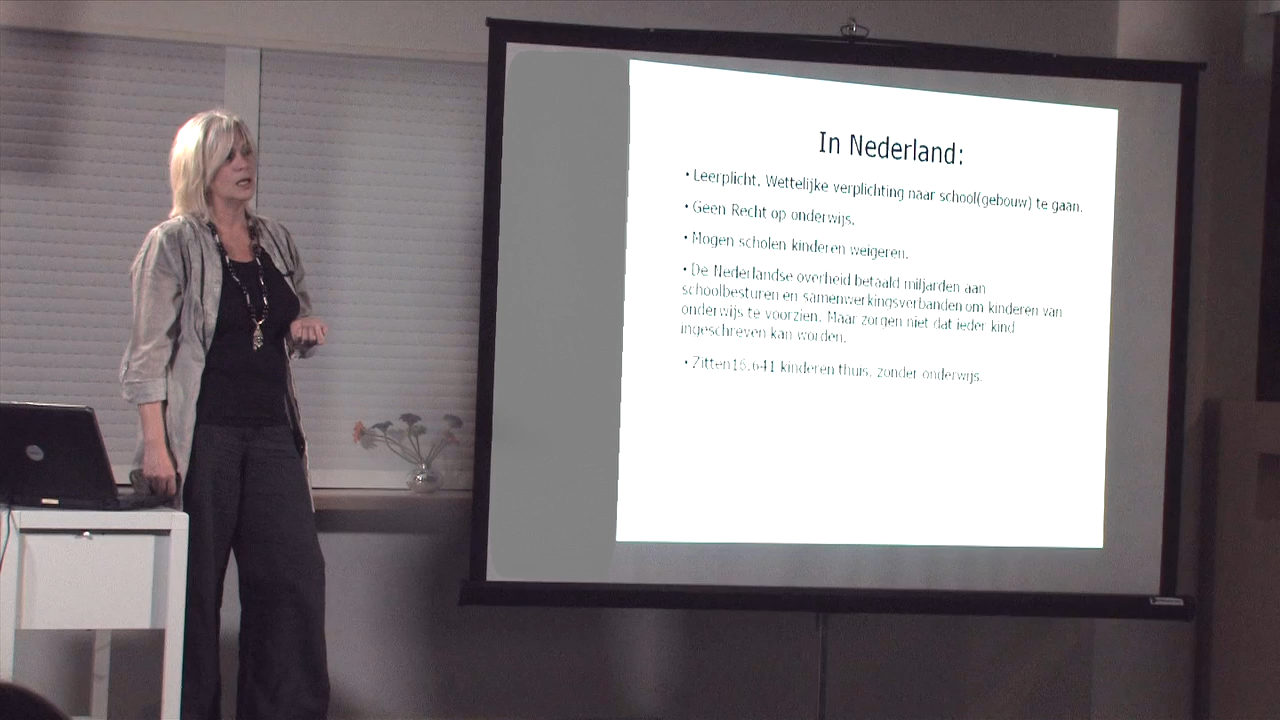 In Nederland:
• Leerplicht. Wettelijke verplichting naar school(gebouw) te gaan.
• Geen Recht op onderwijs.
• Mogen scholen kinderen weigeren.
• De Nederlandse overheid betaald miljarden aan
schoolbesturen en samenwerkingsverbanden om kinderen van
onderwijs te voorzien. Maar zorgen niet dat ieder kind
ingeschreven kan worden.
• Zitten16.641 kinderen thuis, zonder onderwijs.